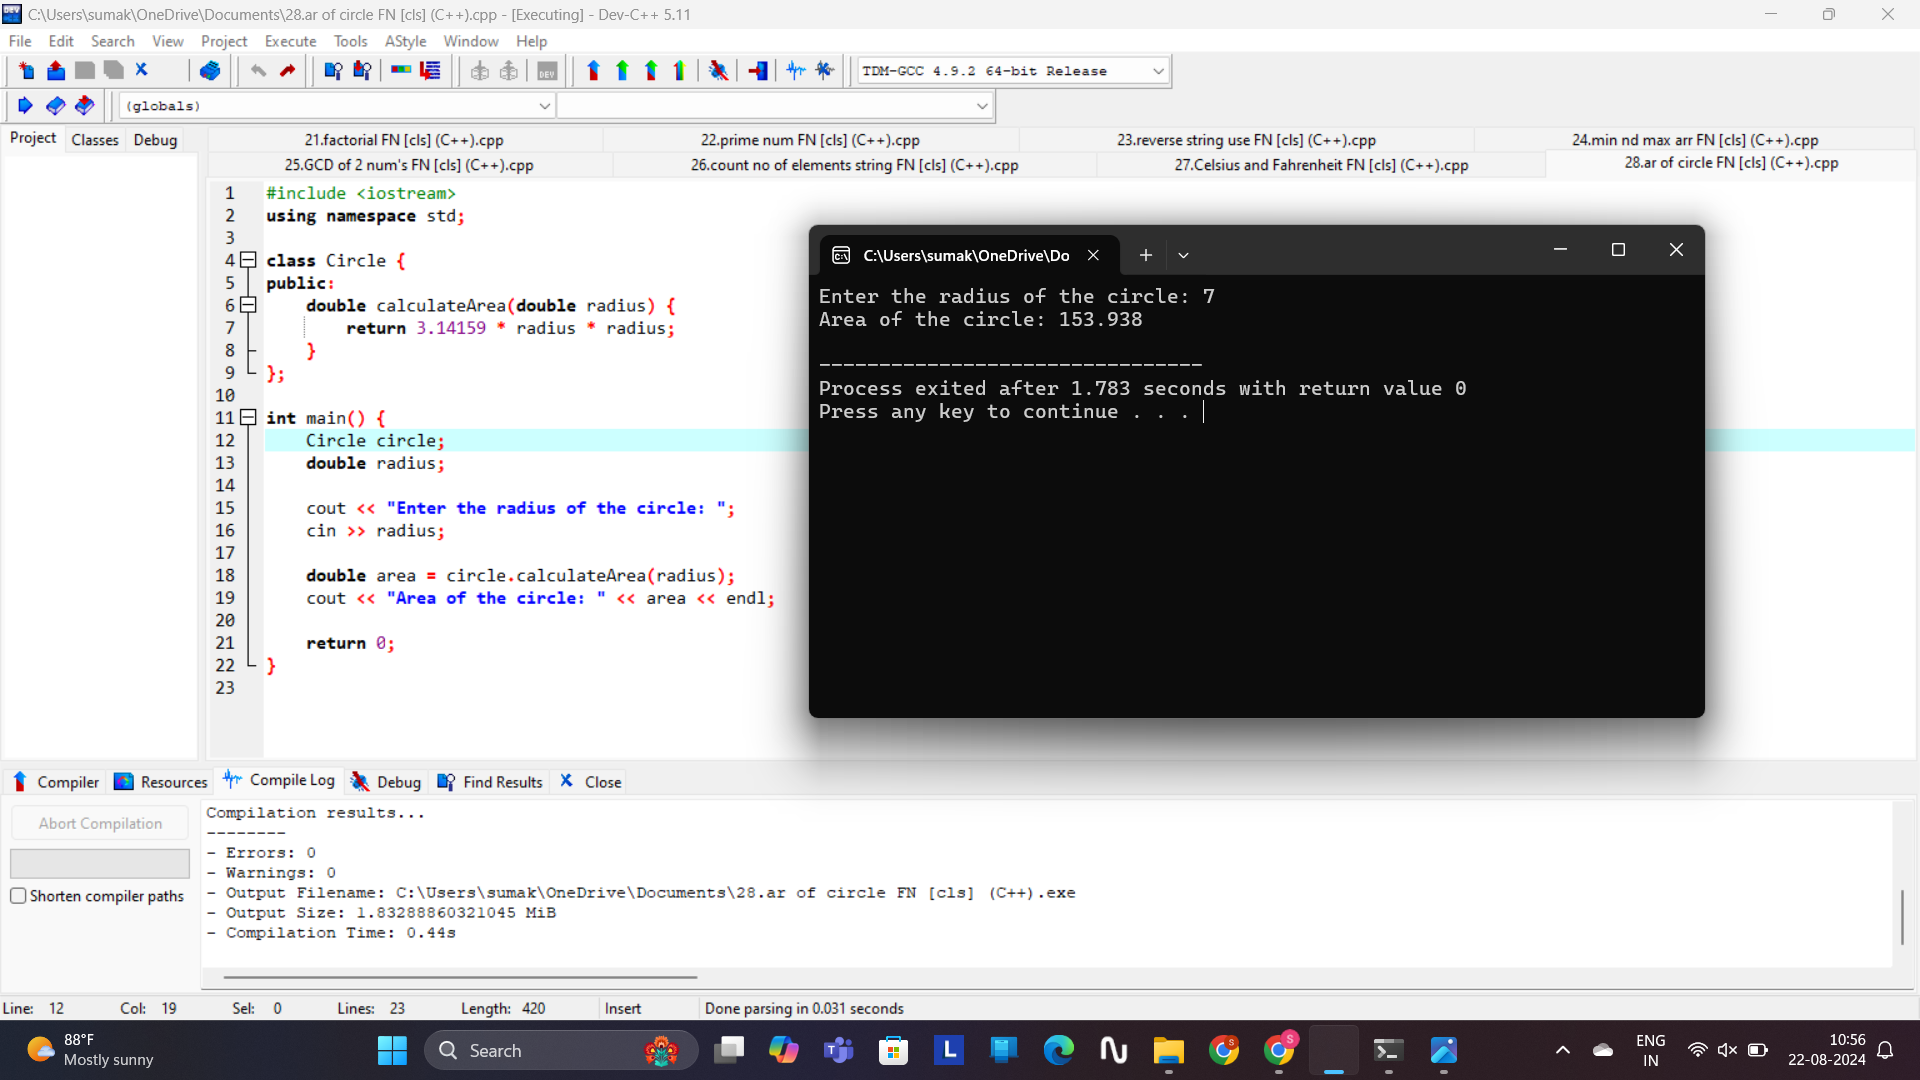 C:\Users\sumak\OneDrive\Documents\28.ar of circle FN [cls] (C++).cpp - [Executing] - Dev-C++ 5.11
File Edit Search View Project Execute Tools AStyle Window Help
TDM-GCC 4.9.2 64-bit Release
(globals)
Project Classes Debug
21.factorial FN [cls] (C++).cpp 22.prime num FN [cls] (C++).cpp 23.reverse string use FN [cls] (C++).cpp 24.min nd max arr FN [cls] (C++).cpp
25.GCD of 2 num's FN [cls] (C++).cpp 26.count no of elements string FN [cls] (C++).cpp 27.Celsius and Fahrenheit FN [cls] (C++).cpp 28.ar of circle FN [cls] (C++).cpp
1 #include <iostream>
2 using namespace std;
3
4 class Circle {
5 public:
6 double calculateArea(double radius) {
7 return 3.14159 * radius * radius;
8 }
9 };
10
11 int main() {
12 Circle circle;
13 double radius;
14
15 cout << "Enter the radius of the circle: ";
16 cin >> radius;
17
18 double area = circle.calculateArea(radius);
19 cout << "Area of the circle: " << area << endl;
20
21 return 0;
22 }
23
C:\Users\sumak\OneDrive\Do
Enter the radius of the circle: 7
Area of the circle: 153.938
--------------------------------
Process exited after 1.783 seconds with return value 0
Press any key to continue . . .
Compiler Resources Compile Log Debug Find Results Close
Abort Compilation
Shorten compiler paths
Compilation results...
--------
- Errors: 0
- Warnings: 0
- Output Filename: C:\Users\sumak\OneDrive\Documents\28.ar of circle FN [cls] (C++).exe
- Output Size: 1.83288860321045 MiB
- Compilation Time: 0.44s
Line: 12 Col: 19 Sel: 0 Lines: 23 Length: 420 Insert Done parsing in 0.031 seconds
88°F
Mostly sunny
Search
ENG
IN
10:56
22-08-2024